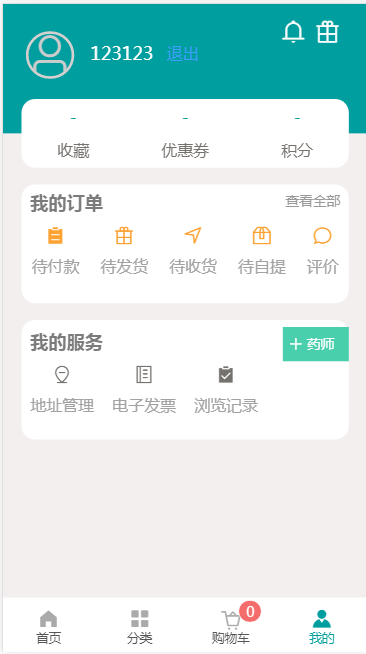 123123 退出
- - -
收藏 优惠券 积分
我的订单 查看全部
待付款 待发货 待收货 待自提 评价
我的服务 + 药师
地址管理 电子发票 浏览记录
0
首页 分类 购物车 我的